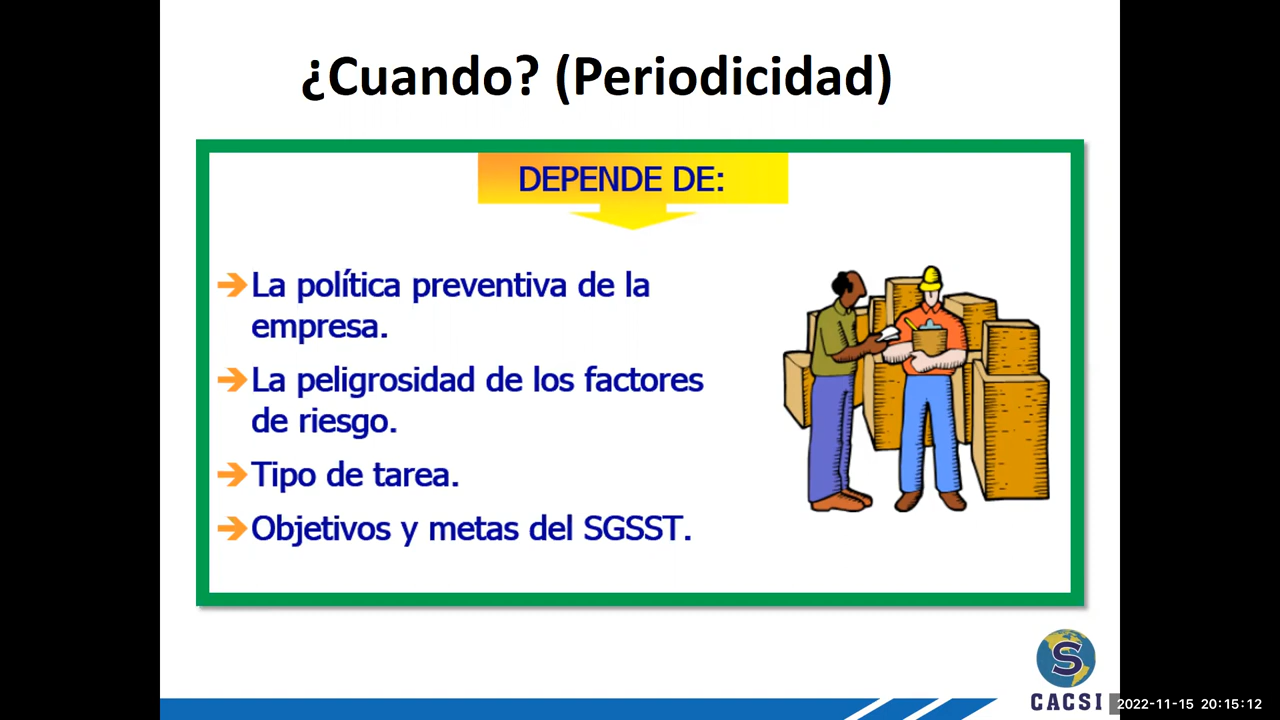 ¿Cuando? (Periodicidad)
DEPENDE DE:
La política preventiva de la
empresa.
La peligrosidad de los factores
de riesgo.
Tipo de tarea.
Objetivos y metas del SGSST.
S
CACSI
2022-11-15 20:15:12